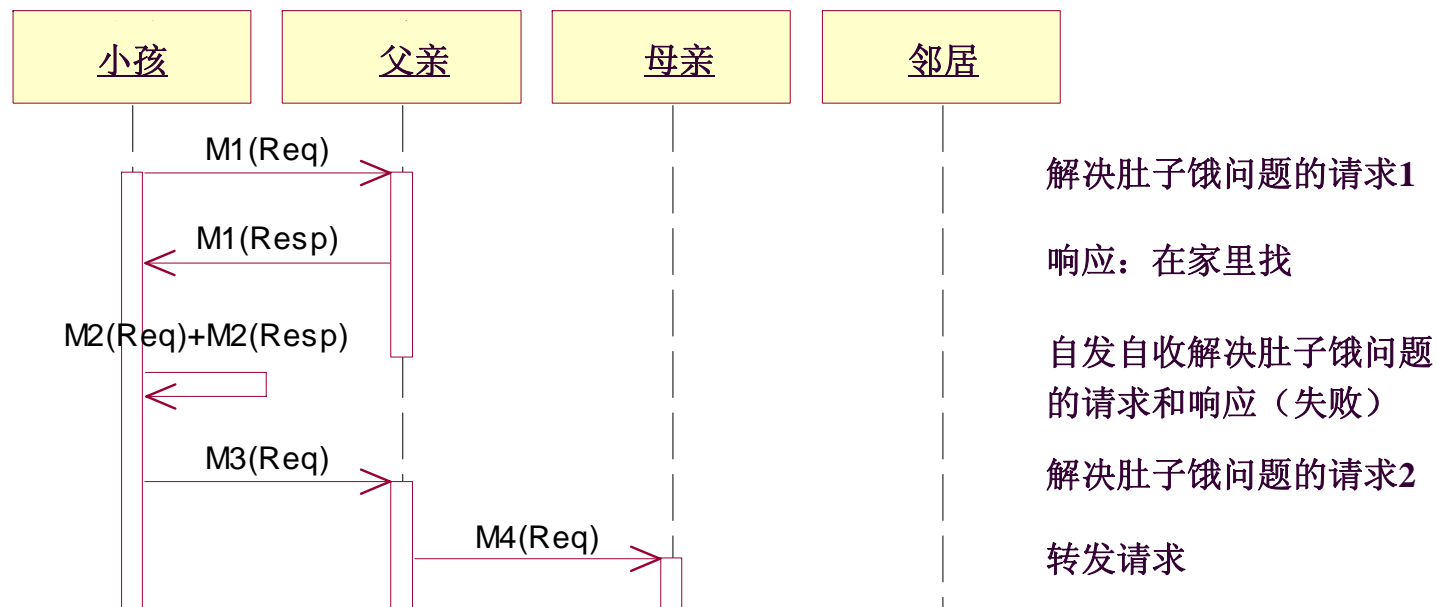 小孩 父亲 母亲 邻居
M1(Req)
解决肚子饿问题的请求1
M1(Resp)
响应：在家里找
M2(Req)+M2(Resp)
自发自收解决肚子饿问题
的请求和响应（失败）
M3(Req)
解决肚子饿问题的请求2
M4(Req)
转发请求